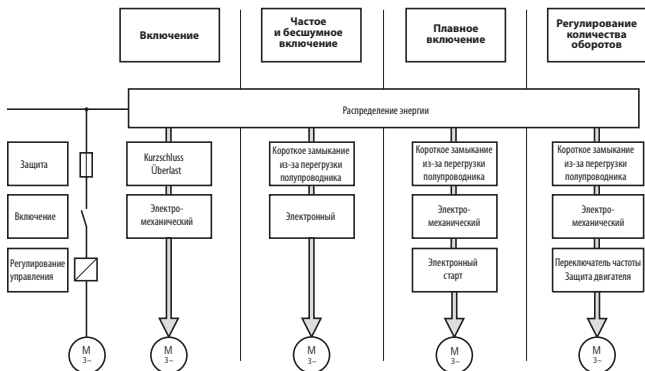 Включение
Частое
и бесшумное
включение
Плавное
включение
Регулирование
количества
оборотов
Распределение энергии
Защита
Kurzschluss
Überlast
Короткое замыкание
из-за перегрузки
полупроводника
Короткое замыкание
из-за перегрузки
полупроводника
Короткое замыкание
из-за перегрузки
полупроводника
Включение
Электро-
механический
Электронный
Электро-
механический
Электро-
механический
Регулирование
управления
Электронный
старт
Переключатель частоты
Защита двигателя
M
3~
M
3~
M
3~
M
3~
M
3~